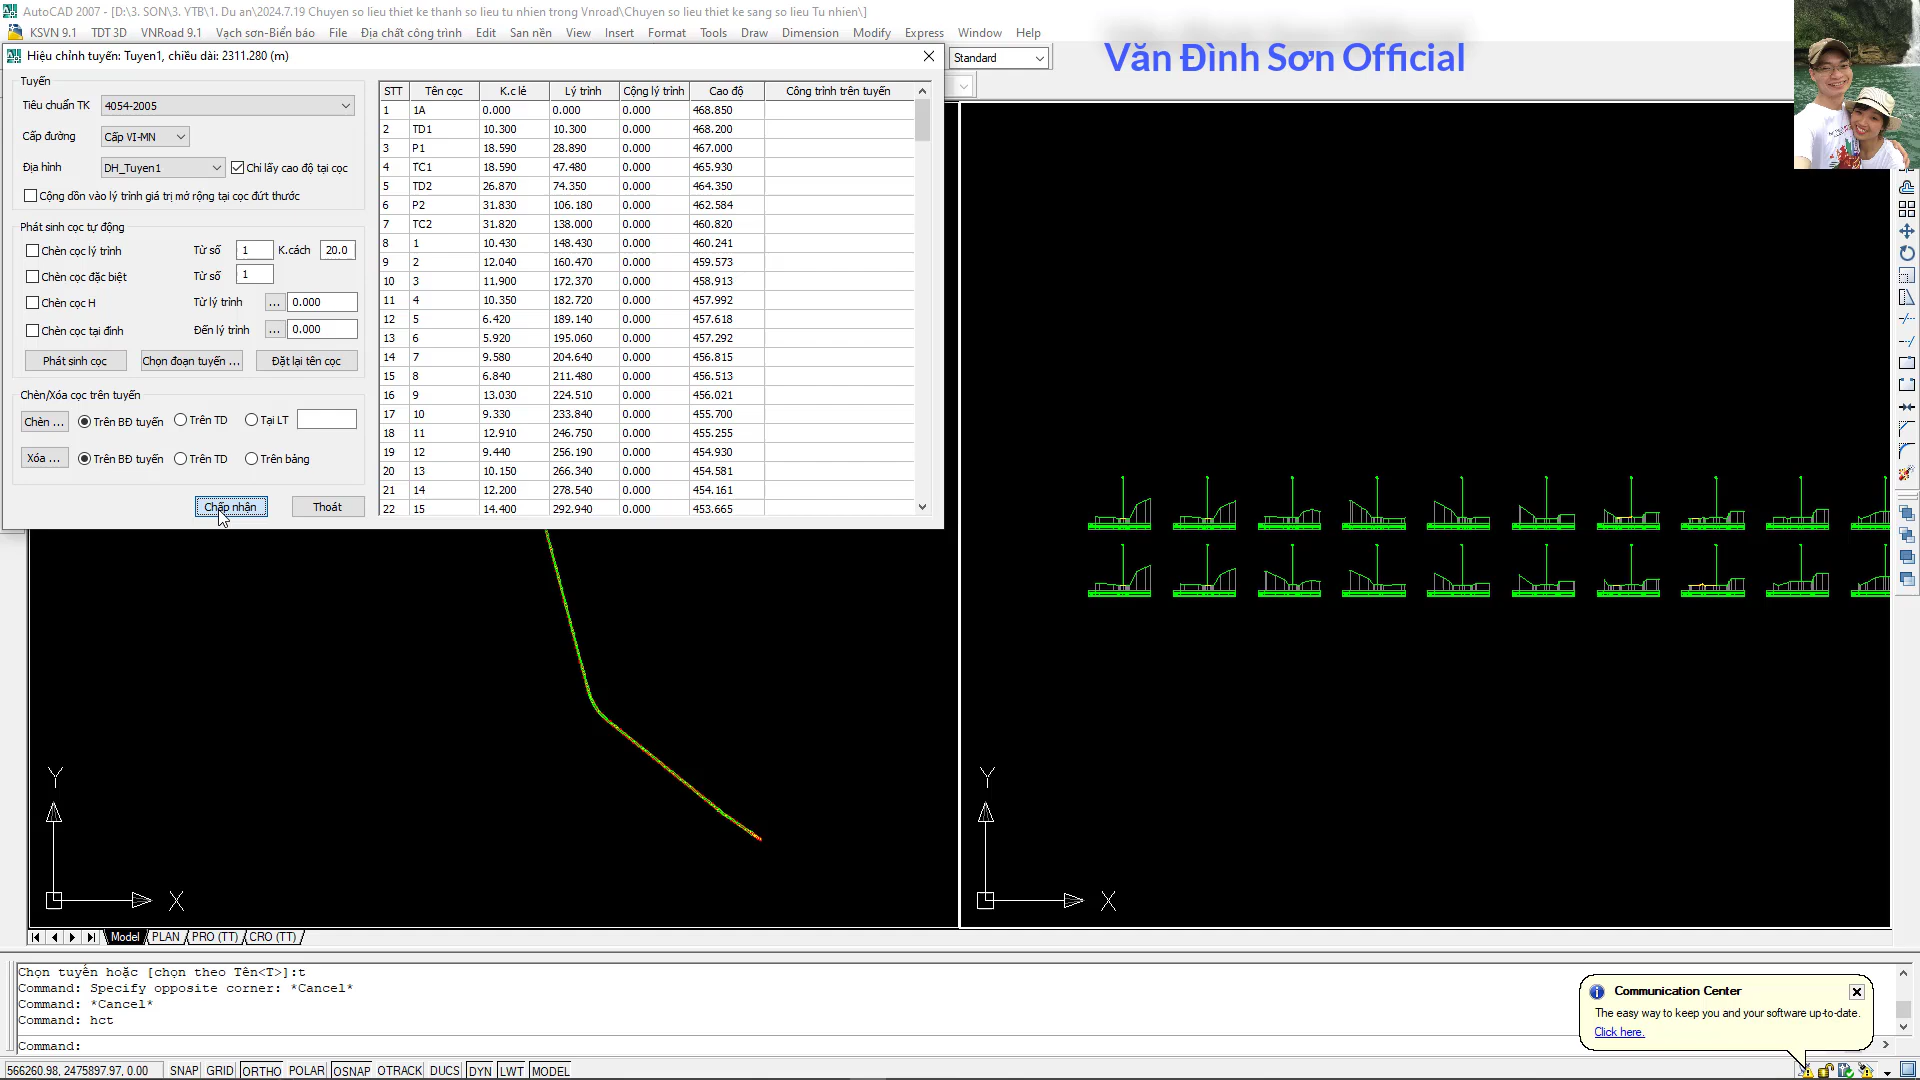 AutoCAD 2007 - [D:\3. SON\3. YTB\1. Du an\2024.7.19 Chuyen so lieu thiet ke thanh so lieu tu nhien trong Vnroad\Chuyen so lieu thiet ke sang so lieu Tu nhien\]
KSVN 9.1 TDT 3D VNRoad 9.1 Vạch sơn-Biển báo File Địa chất công trình Edit San nền View Insert Format Tools Draw Dimension Modify Express Window Help
Hiệu chỉnh tuyến: Tuyen1, chiều dài: 2311.280 (m)
Standard
Văn Đình Sơn Official
Tuyến
Tiêu chuẩn TK 4054-2005
Cấp đường Cấp VI-MN
Địa hình DH_Tuyen1 Chỉ lấy cao độ tại cọc
Cộng dồn vào lý trình giá trị mở rộng tại cọc đứt thước
Phát sinh cọc tự động
Chèn cọc lý trình Từ số 1 K.cách 20.0
Chèn cọc đặc biệt Từ số 1
Chèn cọc H Từ lý trình ... 0.000
Chèn cọc tại đỉnh Đến lý trình ... 0.000
Phát sinh cọc Chọn đoạn tuyến ... Đặt lại tên cọc
Chèn/Xóa cọc trên tuyến
Chèn ... Trên BĐ tuyến Trên TD Tại LT
Xóa ... Trên BĐ tuyến Trên TD Trên bảng
Chấp nhận Thoát
STT Tên cọc K.c lẻ Lý trình Cộng lý trình Cao độ Công trình trên tuyến
1 1A 0.000 0.000 0.000 468.850
2 TD1 10.300 10.300 0.000 468.200
3 P1 18.590 28.890 0.000 467.000
4 TC1 18.590 47.480 0.000 465.930
5 TD2 26.870 74.350 0.000 464.350
6 P2 31.830 106.180 0.000 462.584
7 TC2 31.820 138.000 0.000 460.820
8 1 10.430 148.430 0.000 460.241
9 2 12.040 160.470 0.000 459.573
10 3 11.900 172.370 0.000 458.913
11 4 10.350 182.720 0.000 457.992
12 5 6.420 189.140 0.000 457.618
13 6 5.920 195.060 0.000 457.292
14 7 9.580 204.640 0.000 456.815
15 8 6.840 211.480 0.000 456.513
16 9 13.030 224.510 0.000 456.021
17 10 9.330 233.840 0.000 455.700
18 11 12.910 246.750 0.000 455.255
19 12 9.440 256.190 0.000 454.930
20 13 10.150 266.340 0.000 454.581
21 14 12.200 278.540 0.000 454.161
22 15 14.400 292.940 0.000 453.665
Y
X
Y
X
Model PLAN PRO (TT) CRO (TT)
Chọn tuyến hoặc [chọn theo Tên<T>]:t
Command: Specify opposite corner: *Cancel*
Command: *Cancel*
Command: hct
Command:
Communication Center
The easy way to keep you and your software up-to-date.
Click here.
566260.98, 2475897.97, 0.00 SNAP GRID ORTHO POLAR OSNAP OTRACK DUCS DYN LWT MODEL